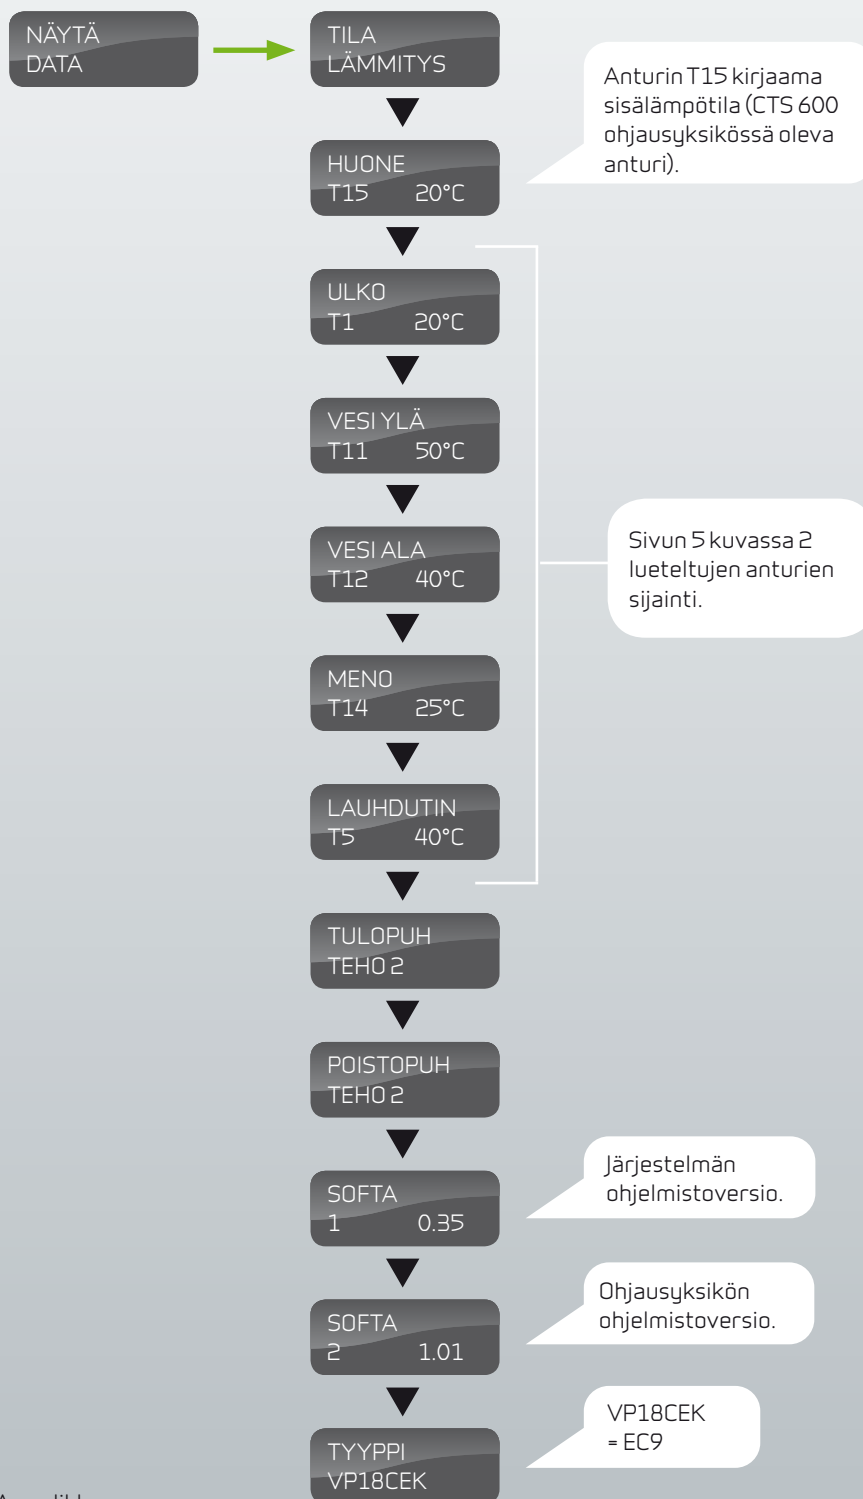 NÄYTÄ
DATA
TILA
LÄMMITYS
Anturin T15 kirjaama
sisälämpötila (CTS 600
ohjausyksikössä oleva
anturi).
HUONE
T15 20°C
ULKO
T1 20°C
VESI YLÄ
T11 50°C
VESI ALA
T12 40°C
Sivun 5 kuvassa 2
lueteltujen anturien
sijainti.
MENO
T14 25°C
LAUHDUTIN
T5 40°C
TULOPUH
TEHO 2
POISTOPUH
TEHO 2
SOFTA
1 0.35
Järjestelmän
ohjelmistoversio.
SOFTA
2 1.01
Ohjausyksikön
ohjelmistoversio.
TYYPPI
VP18CEK
VP18CEK
= EC9